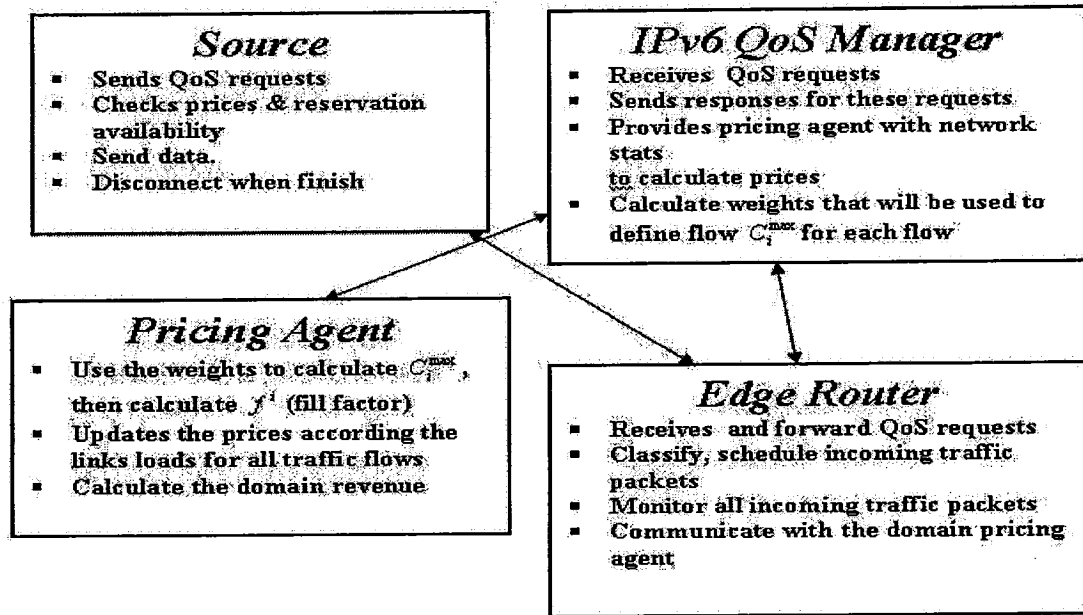 Source
▪ Sends QoS requests
▪ Checks prices & reservation
availability
▪ Send data.
▪ Disconnect when finish
IPv6 QoS Manager
▪ Receives QoS requests
▪ Sends responses for these requests
▪ Provides pricing agent with network
stats
to calculate prices
▪ Calculate weights that will be used to
define flow C_i^max for each flow
Pricing Agent
▪ Use the weights to calculate C_i^max,
then calculate f^i (fill factor)
▪ Updates the prices according the
links loads for all traffic flows
▪ Calculate the domain revenue
Edge Router
▪ Receives and forward QoS requests
▪ Classify, schedule incoming traffic
packets
▪ Monitor all incoming traffic packets
▪ Communicate with the domain pricing
agent